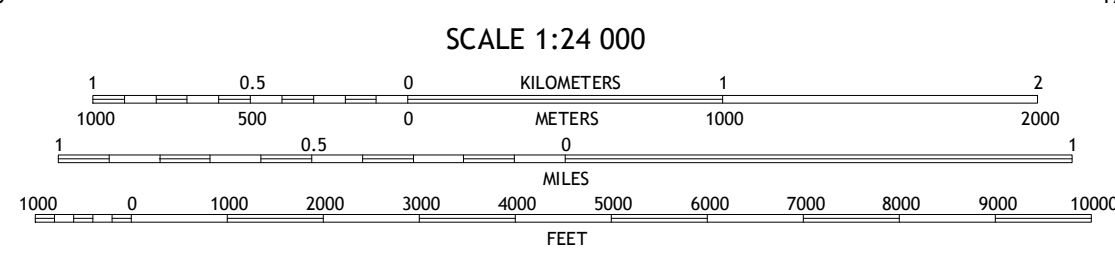 SCALE 1:24 000
1 0.5 0 KILOMETERS 1 2
1000 500 0 METERS 1000 2000
1 0.5 0 1
MILES
1000 0 1000 2000 3000 4000 5000 6000 7000 8000 9000 10000
FEET